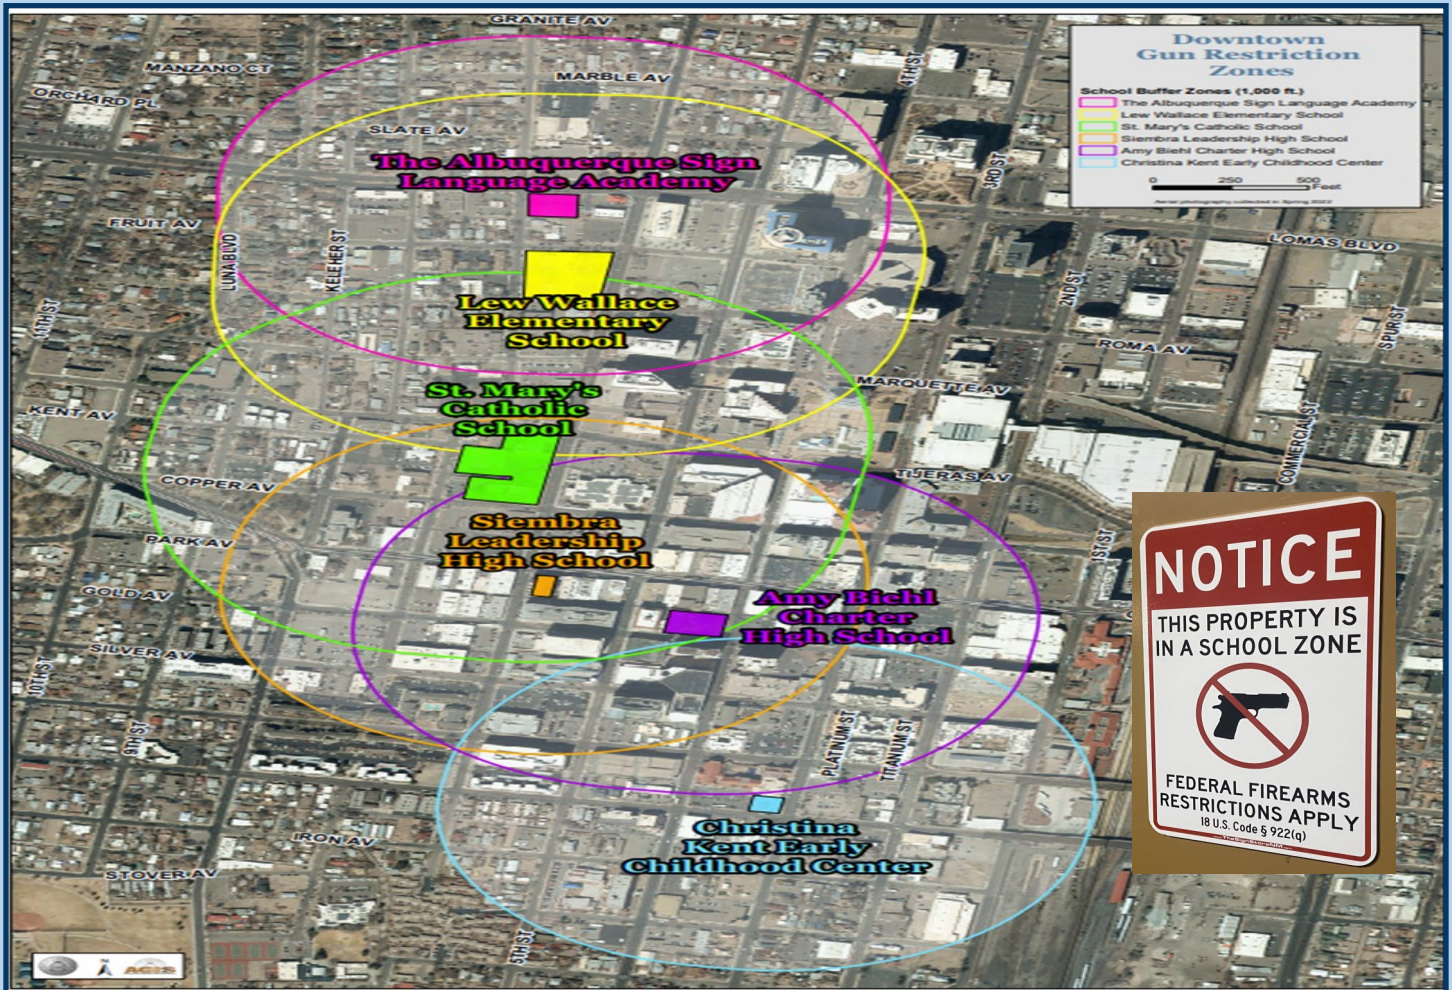 GRANITE AV
MANZANO CT
MARBLE AV
ORCHARD PL
SLATE AV
4TH ST
3RD ST
Downtown
Gun Restriction
Zones
School Buffer Zones (1,000 ft.)
The Albuquerque Sign Language Academy
Lew Wallace Elementary School
St. Mary's Catholic School
Siembra Leadership High School
Amy Biehl Charter High School
Christina Kent Early Childhood Center
0 250 500
Feet
Aerial photography collected in Spring 2022
The Albuquerque Sign
Language Academy
FRUIT AV
LUNA BLVD
KELEHER ST
LOMAS BLVD
2ND ST
11TH ST
SPUR ST
Lew Wallace
Elementary
School
ROMA AV
MARQUETTE AV
St. Mary's
Catholic
School
KENT AV
COMMERCIAL ST
TIJERAS AV
COPPER AV
PARK AV
1ST ST
Siembra
Leadership
High School
GOLD AV
Amy Biehl
Charter
High School
SILVER AV
10TH ST
9TH ST
PLATINUM ST
TITANIUM ST
Christina
Kent Early
Childhood Center
IRON AV
STOVER AV
5TH ST
N
AGIS
NOTICE
THIS PROPERTY IS
IN A SCHOOL ZONE
FEDERAL FIREARMS
RESTRICTIONS APPLY
18 U.S. Code § 922(q)